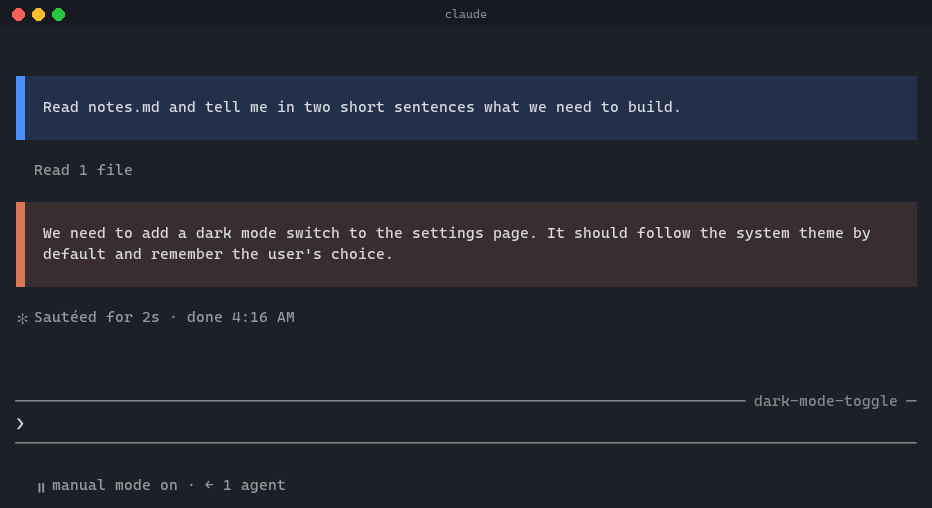 claude
Read notes.md and tell me in two short sentences what we need to build.
Read 1 file
We need to add a dark mode switch to the settings page. It should follow the system theme by
default and remember the user's choice.
✻ Sautéed for 2s · done 4:16 AM
dark-mode-toggle
❯
⏸ manual mode on · ← 1 agent